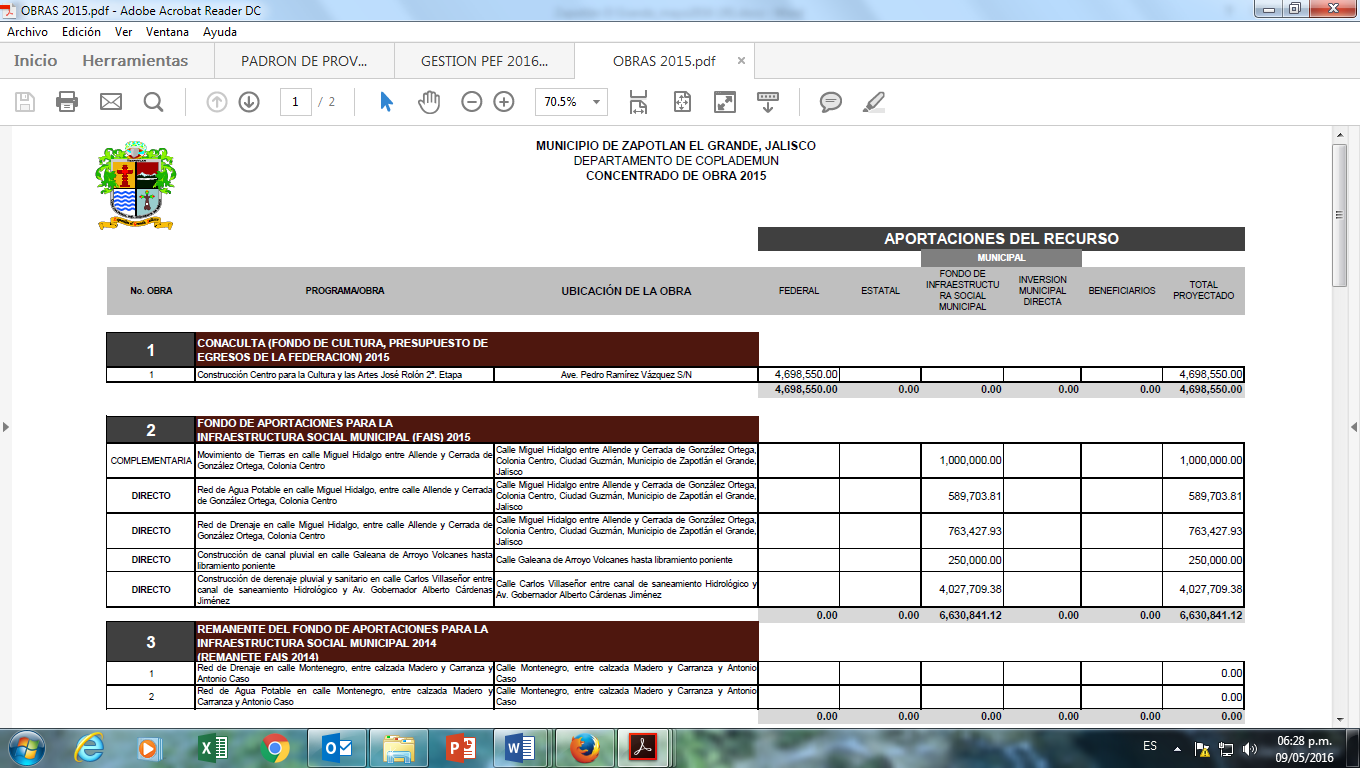 OBRAS 2015.pdf - Adobe Acrobat Reader DC
Archivo Edición Ver Ventana Ayuda
Inicio Herramientas PADRON DE PROV... GESTION PEF 2016... OBRAS 2015.pdf ×
1 / 2 70.5%
MUNICIPIO DE ZAPOTLAN EL GRANDE, JALISCO
DEPARTAMENTO DE COPLADEMUN
CONCENTRADO DE OBRA 2015
APORTACIONES DEL RECURSO
MUNICIPAL
No. OBRA
PROGRAMA/OBRA
UBICACIÓN DE LA OBRA
FEDERAL
ESTATAL
FONDO DE
INFRAESTRUCTU
RA SOCIAL
MUNICIPAL
INVERSION
MUNICIPAL
DIRECTA
BENEFICIARIOS
TOTAL
PROYECTADO
1
CONACULTA (FONDO DE CULTURA, PRESUPUESTO DE
EGRESOS DE LA FEDERACION) 2015
1 Construcción Centro para la Cultura y las Artes José Rolón 2ª. Etapa Ave. Pedro Ramírez Vázquez S/N 4,698,550.00 4,698,550.00
4,698,550.00 0.00 0.00 0.00 0.00 4,698,550.00
2
FONDO DE APORTACIONES PARA LA
INFRAESTRUCTURA SOCIAL MUNICIPAL (FAIS) 2015
COMPLEMENTARIA
Movimiento de Tierras en calle Miguel Hidalgo entre Allende y Cerrada de
González Ortega, Colonia Centro
Calle Miguel Hidalgo entre Allende y Cerrada de González Ortega,
Colonia Centro, Ciudad Guzmán, Municipio de Zapotlán el Grande,
Jalisco
1,000,000.00 1,000,000.00
DIRECTO
Red de Agua Potable en calle Miguel Hidalgo, entre calle Allende y Cerrada
de González Ortega, Colonia Centro
Calle Miguel Hidalgo entre Allende y Cerrada de González Ortega,
Colonia Centro, Ciudad Guzmán, Municipio de Zapotlán el Grande,
Jalisco
589,703.81 589,703.81
DIRECTO
Red de Drenaje en calle Miguel Hidalgo, entre calle Allende y Cerrada de
González Ortega, Colonia Centro
Calle Miguel Hidalgo entre Allende y Cerrada de González Ortega,
Colonia Centro, Ciudad Guzmán, Municipio de Zapotlán el Grande,
Jalisco
763,427.93 763,427.93
DIRECTO
Construcción de canal pluvial en calle Galeana de Arroyo Volcanes hasta
libramiento poniente
Calle Galeana de Arroyo Volcanes hasta libramiento poniente
250,000.00 250,000.00
DIRECTO
Construcción de derenaje pluvial y sanitario en calle Carlos Villaseñor entre
canal de saneamiento Hidrológico y Av. Gobernador Alberto Cárdenas
Jiménez
Calle Carlos Villaseñor entre canal de saneamiento Hidrológico y
Av. Gobernador Alberto Cárdenas Jiménez
4,027,709.38 4,027,709.38
0.00 0.00 6,630,841.12 0.00 0.00 6,630,841.12
3
REMANENTE DEL FONDO DE APORTACIONES PARA LA
INFRAESTRUCTURA SOCIAL MUNICIPAL 2014
(REMANETE FAIS 2014)
1
Red de Drenaje en calle Montenegro, entre calzada Madero y Carranza y
Antonio Caso
Calle Montenegro, entre calzada Madero y Carranza y Antonio
Caso
0.00
2
Red de Agua Potable en calle Montenegro, entre calzada Madero y
Carranza y Antonio Caso
Calle Montenegro, entre calzada Madero y Carranza y Antonio
Caso
0.00
0.00 0.00 0.00 0.00 0.00 0.00
ES
06:28 p.m.
09/05/2016